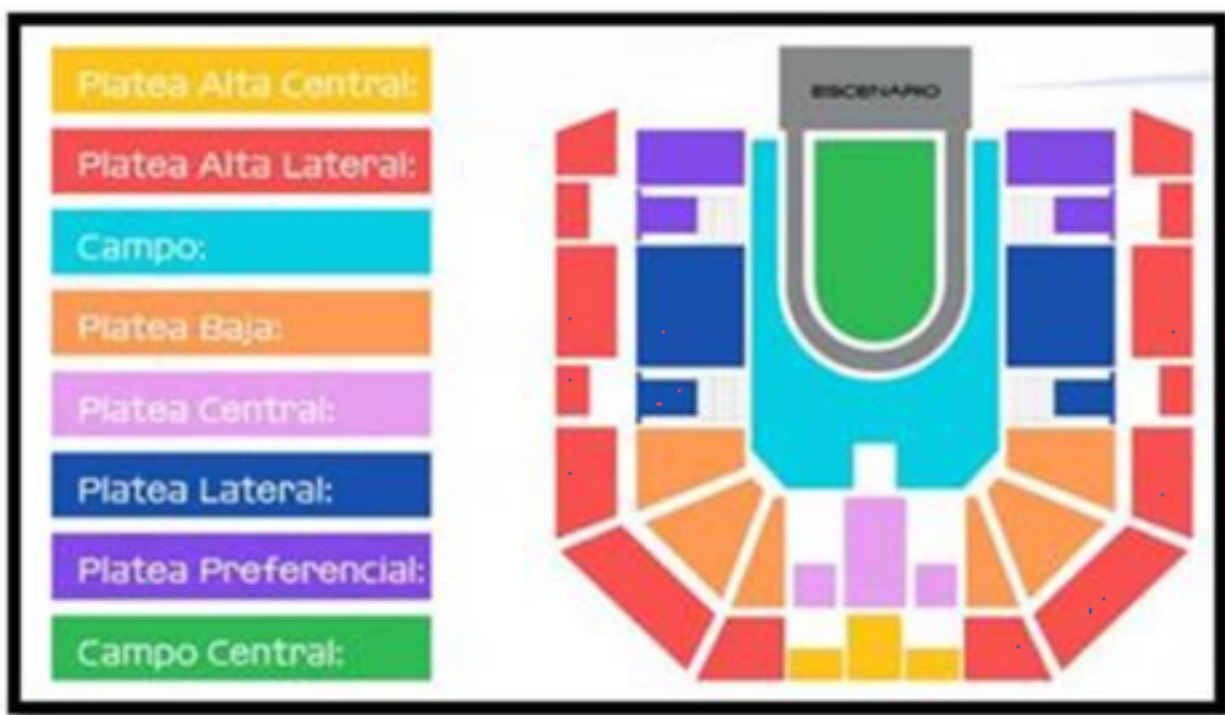 Platea Alta Central:
Platea Alta Lateral:
Campo:
Platea Baja:
Platea Central:
Platea Lateral:
Platea Preferencial:
Campo Central:
ESCENARIO